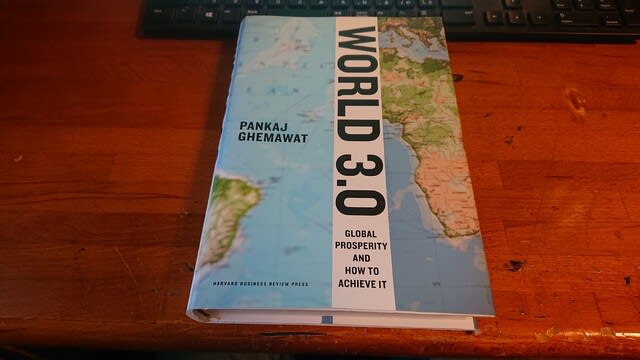 WORLD 3.0
PANKAJ
GHEMAWAT
GLOBAL
PROSPERITY
AND
HOW TO
ACHIEVE IT
HARVARD BUSINESS REVIEW PRESS